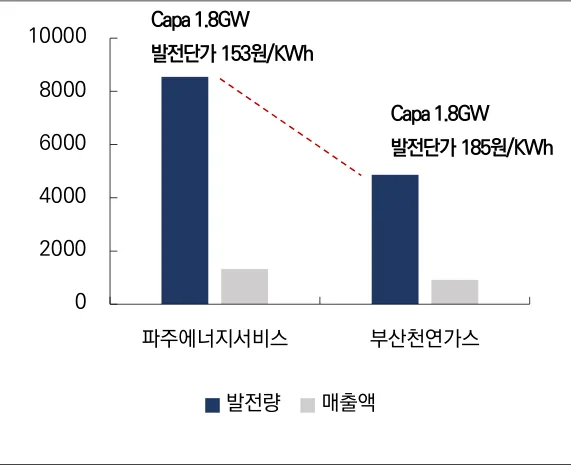 Capa 1.8GW
발전단가 153원/KWh
Capa 1.8GW
발전단가 185원/KWh
10000
8000
6000
4000
2000
0
파주에너지서비스
부산천연가스
발전량
매출액